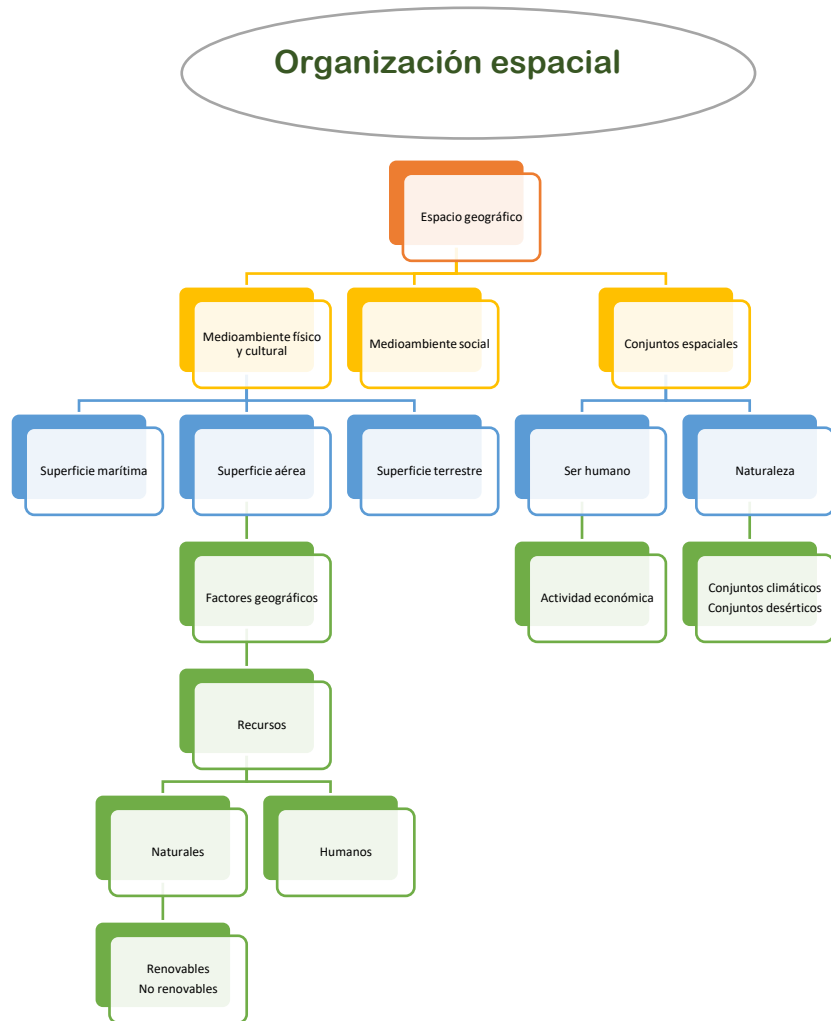 Organización espacial
Espacio geográfico
Medioambiente físico
y cultural
Medioambiente social
Conjuntos espaciales
Superficie marítima
Superficie aérea
Superficie terrestre
Ser humano
Naturaleza
Factores geográficos
Actividad económica
Conjuntos climáticos
Conjuntos desérticos
Recursos
Naturales
Humanos
Renovables
No renovables